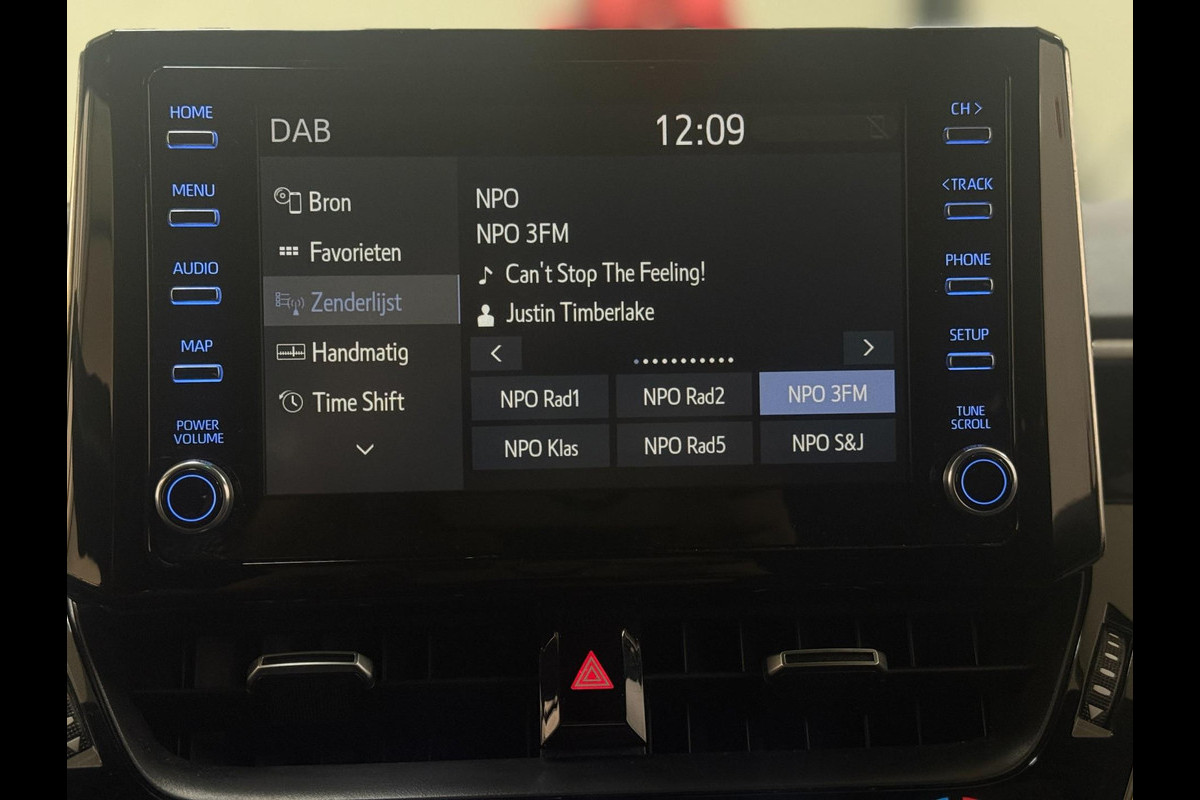 HOME
MENU
AUDIO
MAP
POWER
VOLUME
DAB
12:09
Bron
Favorieten
Zenderlijst
Handmatig
Time Shift
NPO
NPO 3FM
Can't Stop The Feeling!
Justin Timberlake
<
>
NPO Rad1
NPO Rad2
NPO 3FM
NPO Klas
NPO Rad5
NPO S&J
CH >
<TRACK
PHONE
SETUP
TUNE
SCROLL